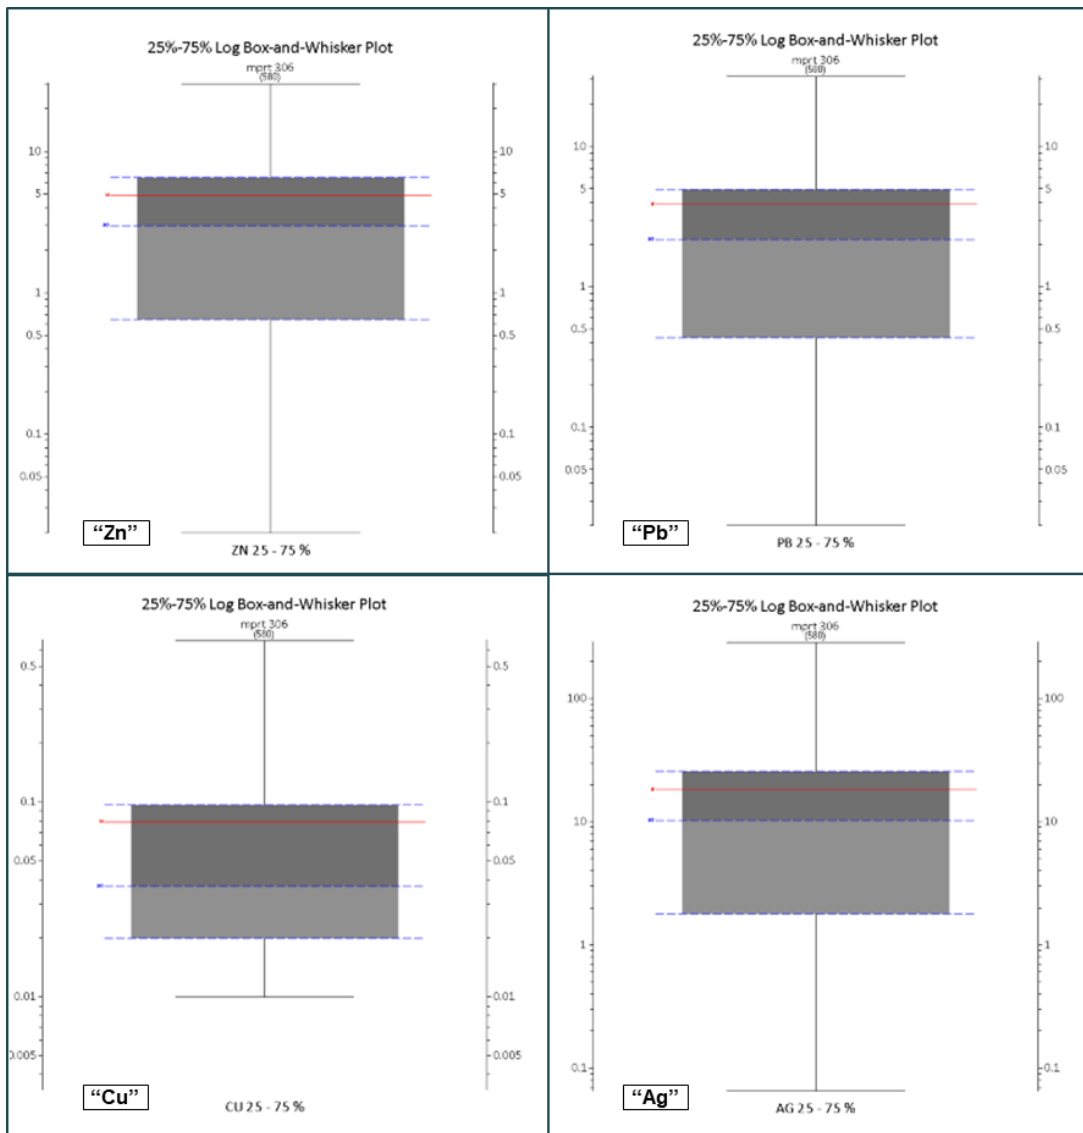 25%-75% Log Box-and-Whisker Plot
mprt 306
(580)
10 10
5 5
1 1
0.5 0.5
0.1 0.1
0.05 0.05
“Zn”
ZN 25 - 75 %
25%-75% Log Box-and-Whisker Plot
mprt 306
(580)
10 10
5 5
1 1
0.5 0.5
0.1 0.1
0.05 0.05
“Pb”
PB 25 - 75 %
25%-75% Log Box-and-Whisker Plot
mprt 306
(580)
0.5 0.5
0.1 0.1
0.05 0.05
0.01 0.01
0.005 0.005
“Cu”
CU 25 - 75 %
25%-75% Log Box-and-Whisker Plot
mprt 306
(580)
100 100
10 10
1 1
0.1 0.1
“Ag”
AG 25 - 75 %